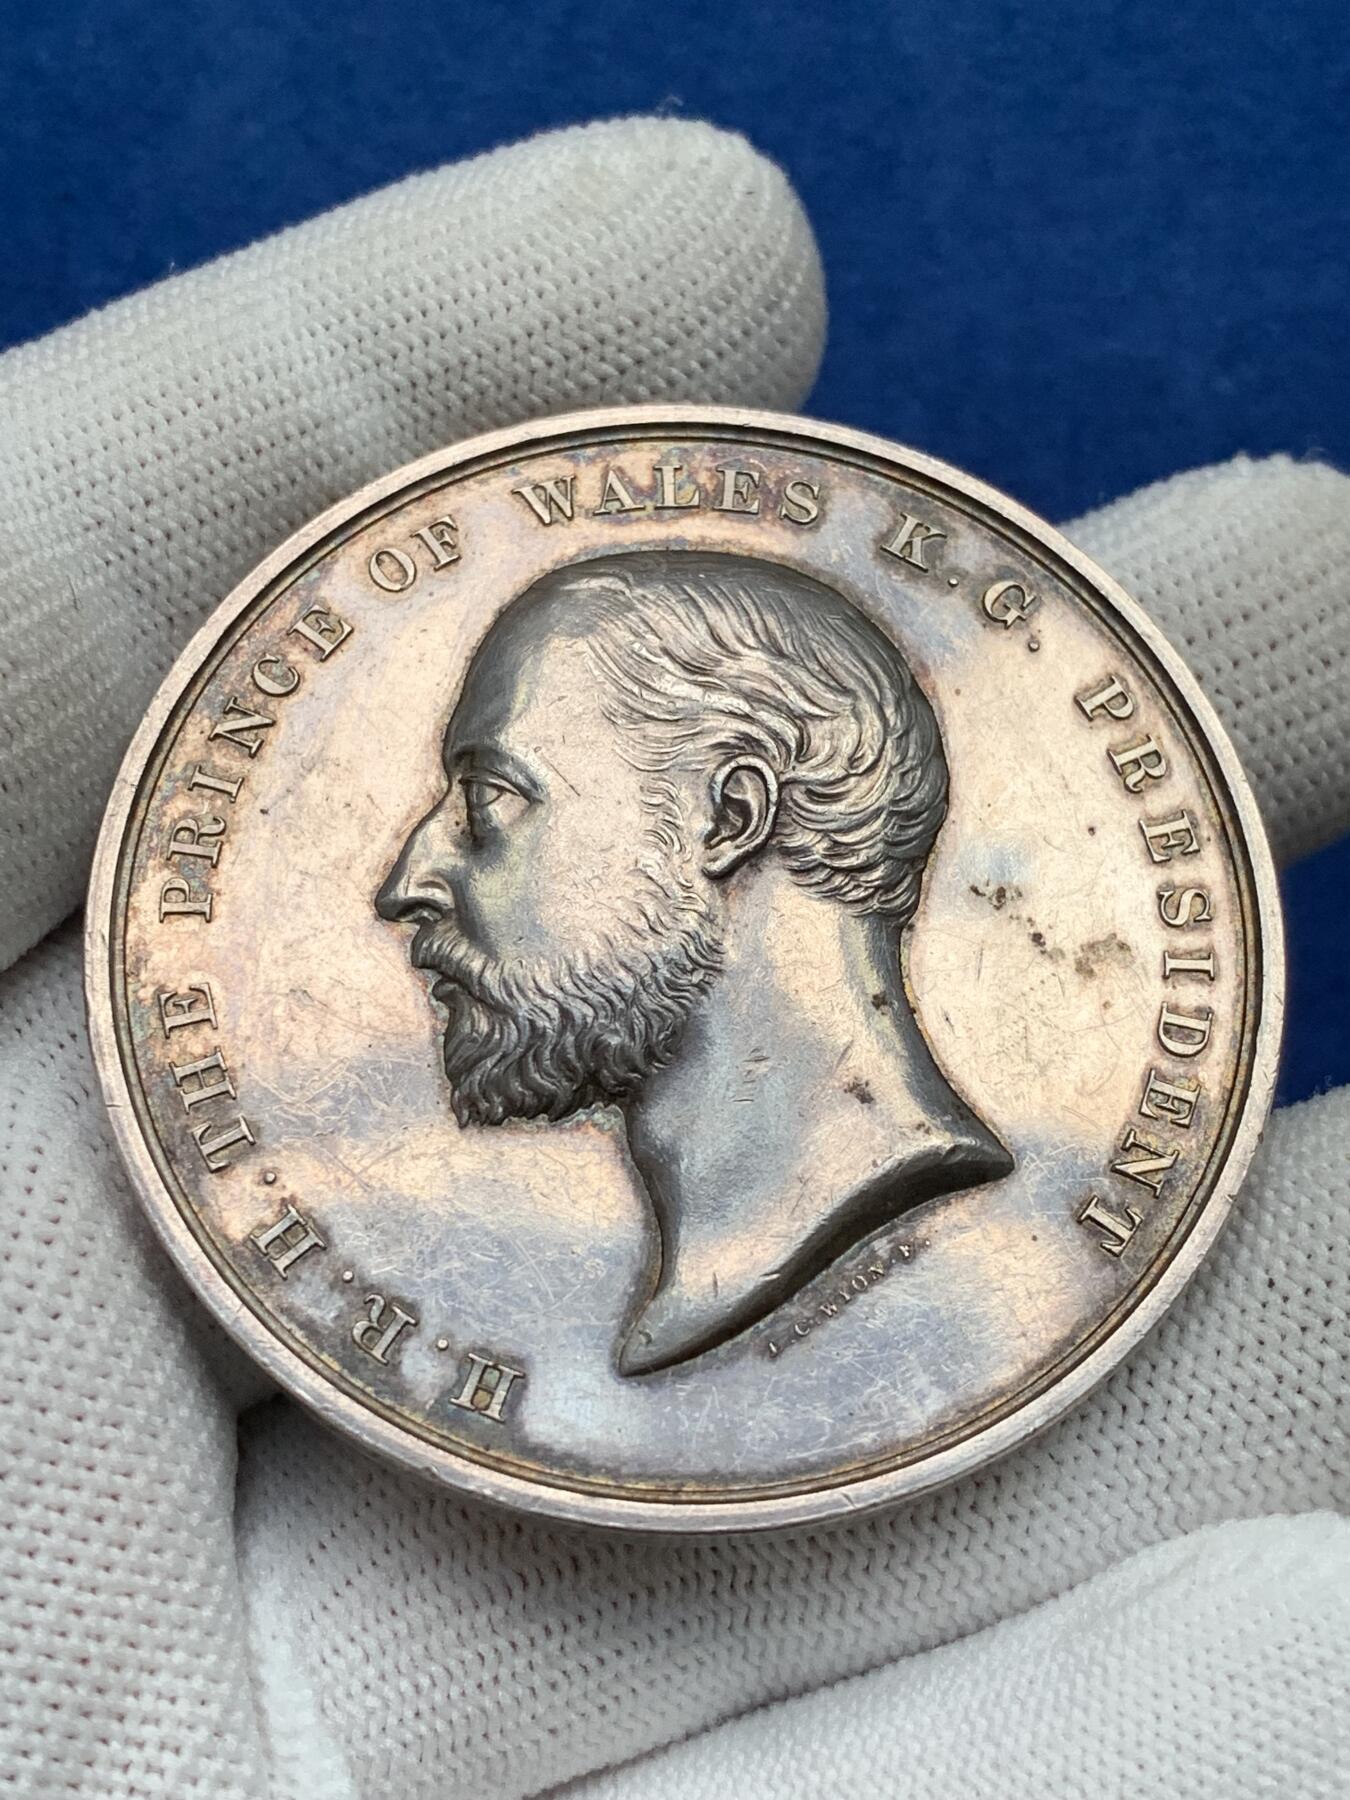 H.R.H. THE PRINCE OF WALES K.G. PRESIDENT
L.C. WYON. F.